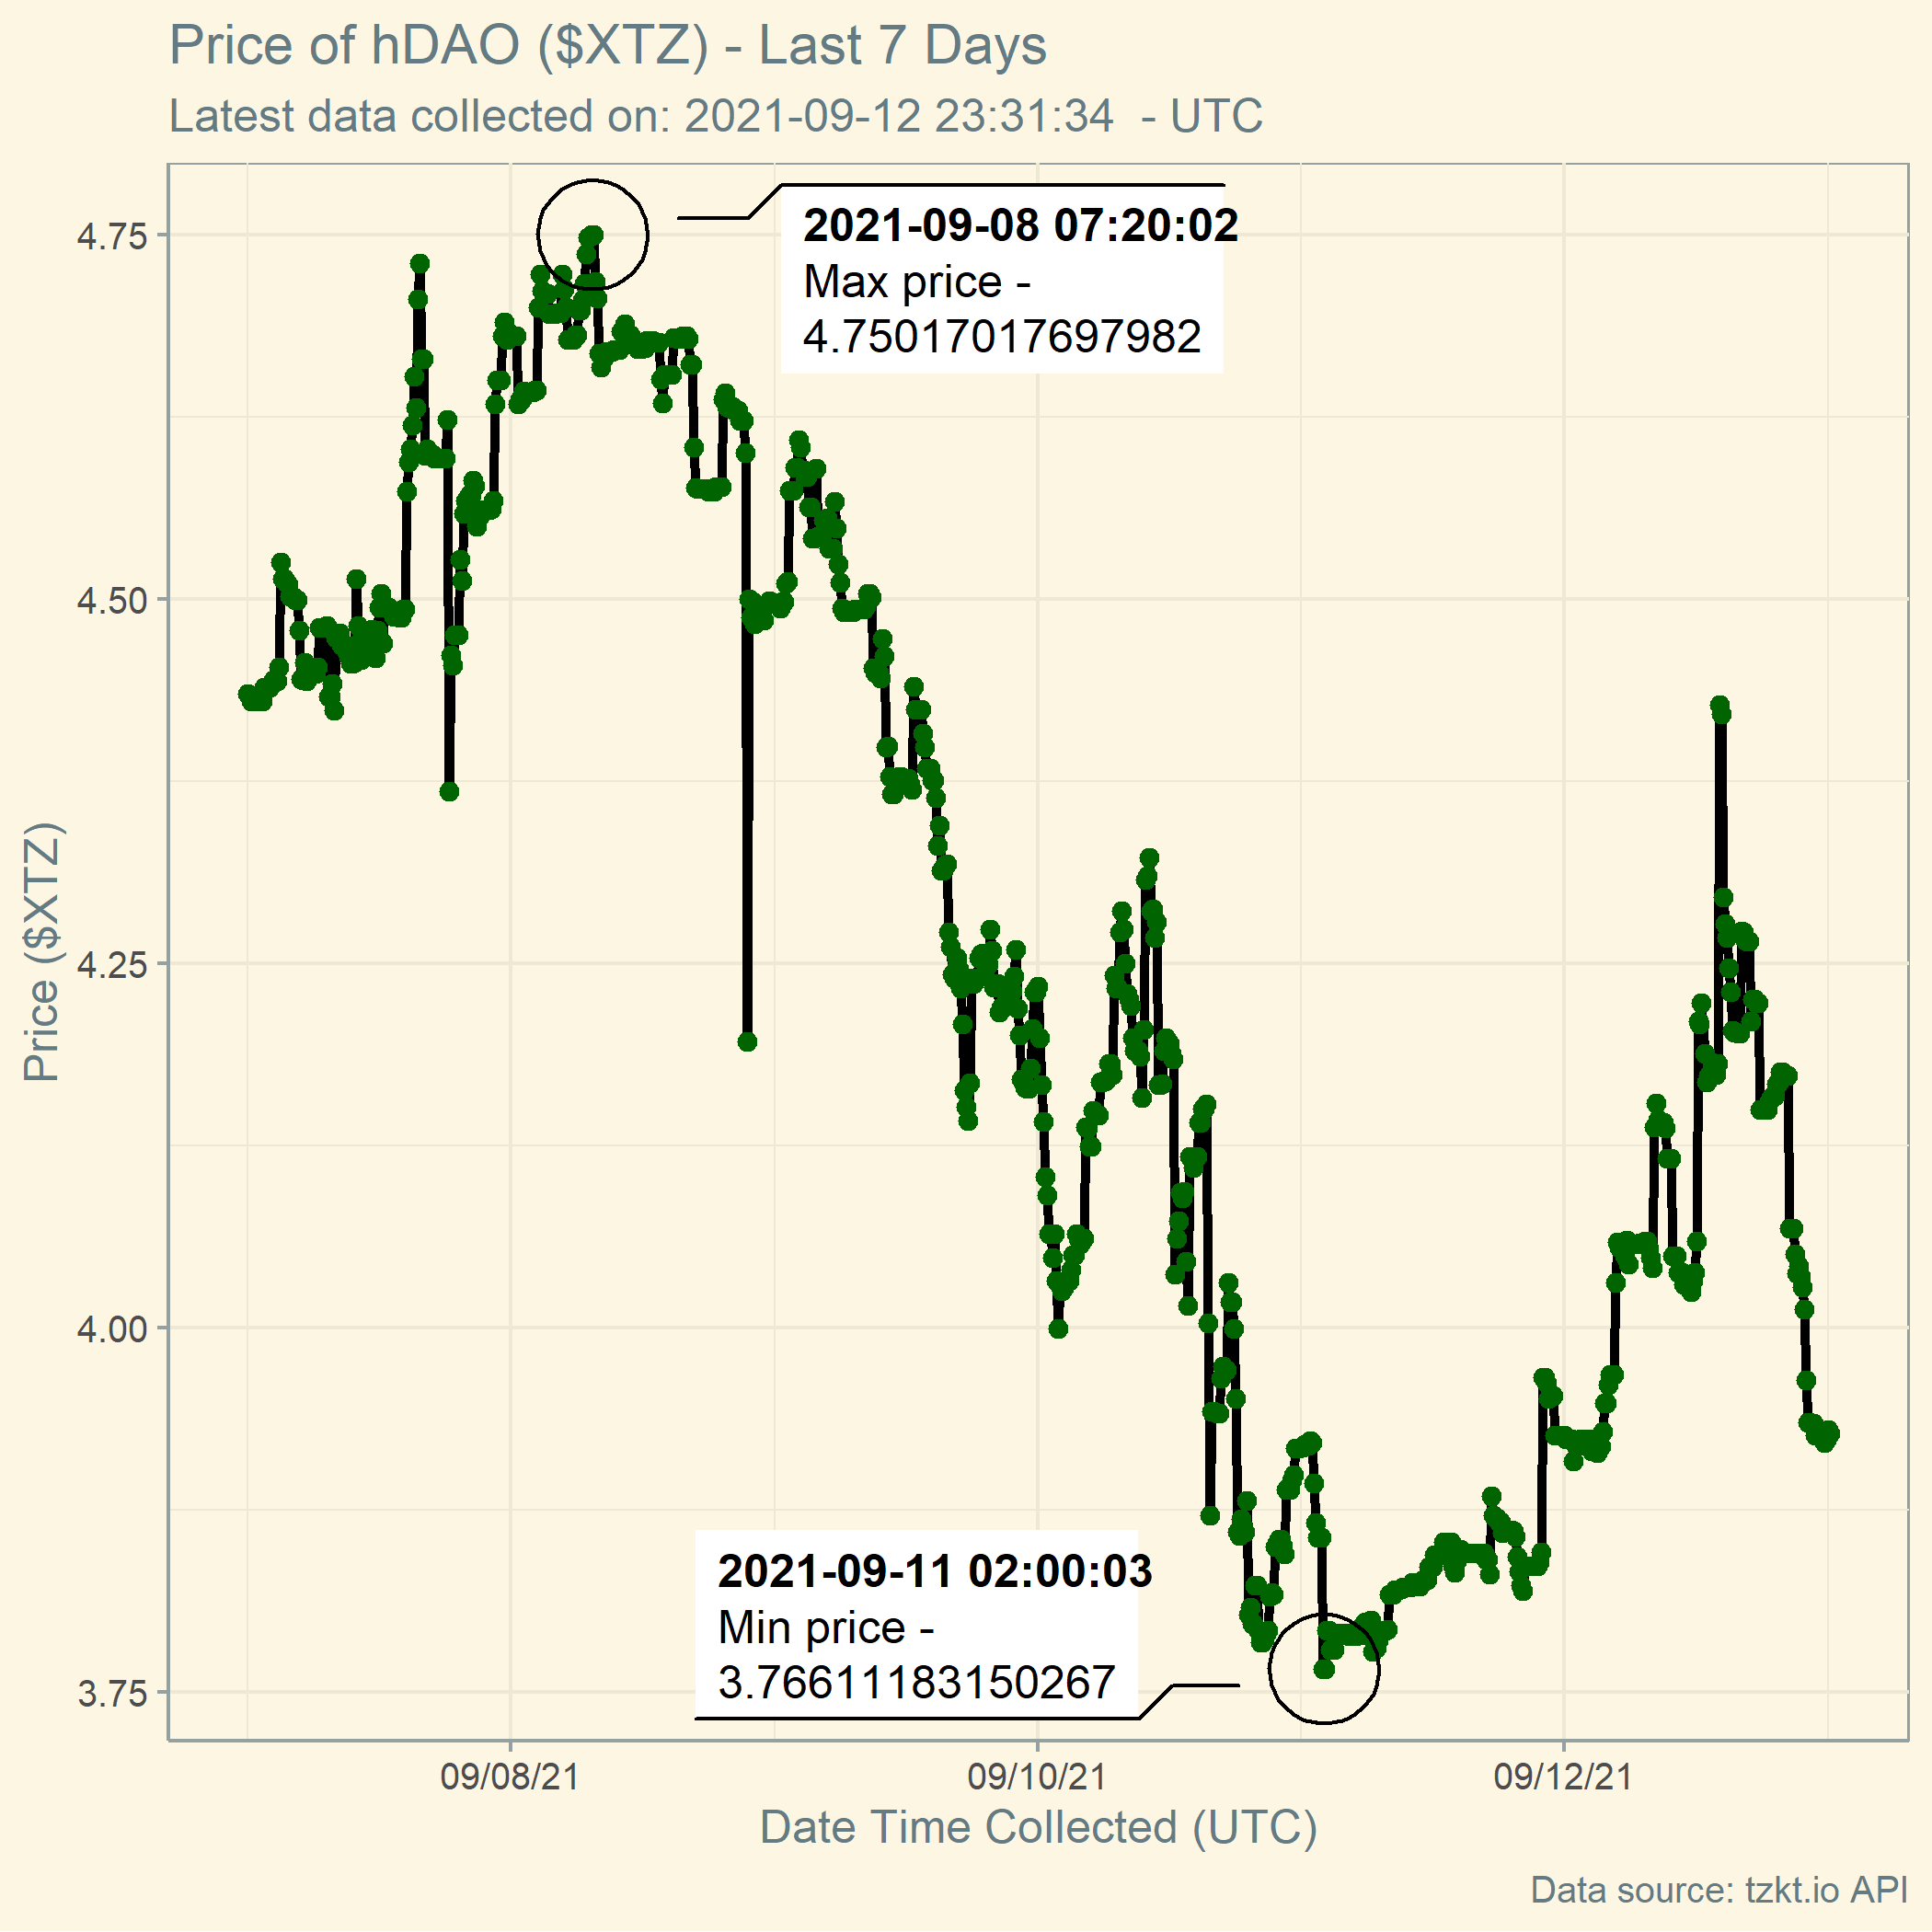 Price of hDAO ($XTZ) - Last 7 Days
Latest data collected on: 2021-09-12 23:31:34  - UTC
2021-09-08 07:20:02
Max price -
4.75017017697982
4.75
4.50
4.25
4.00
3.75
Price ($XTZ)
2021-09-11 02:00:03
Min price -
3.76611183150267
09/08/21
09/10/21
09/12/21
Date Time Collected (UTC)
Data source: tzkt.io API